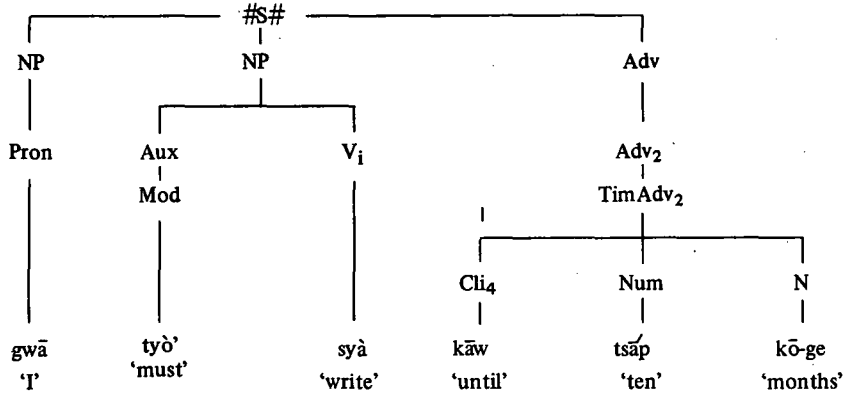 #S#
NP NP Adv
Pron Aux Vi Adv2
Mod TimAdv2
Cli4 Num N
gwā tyò’ syà kāw tsā́p kō-ge
‘I’ ‘must’ ‘write’ ‘until’ ‘ten’ ‘months’